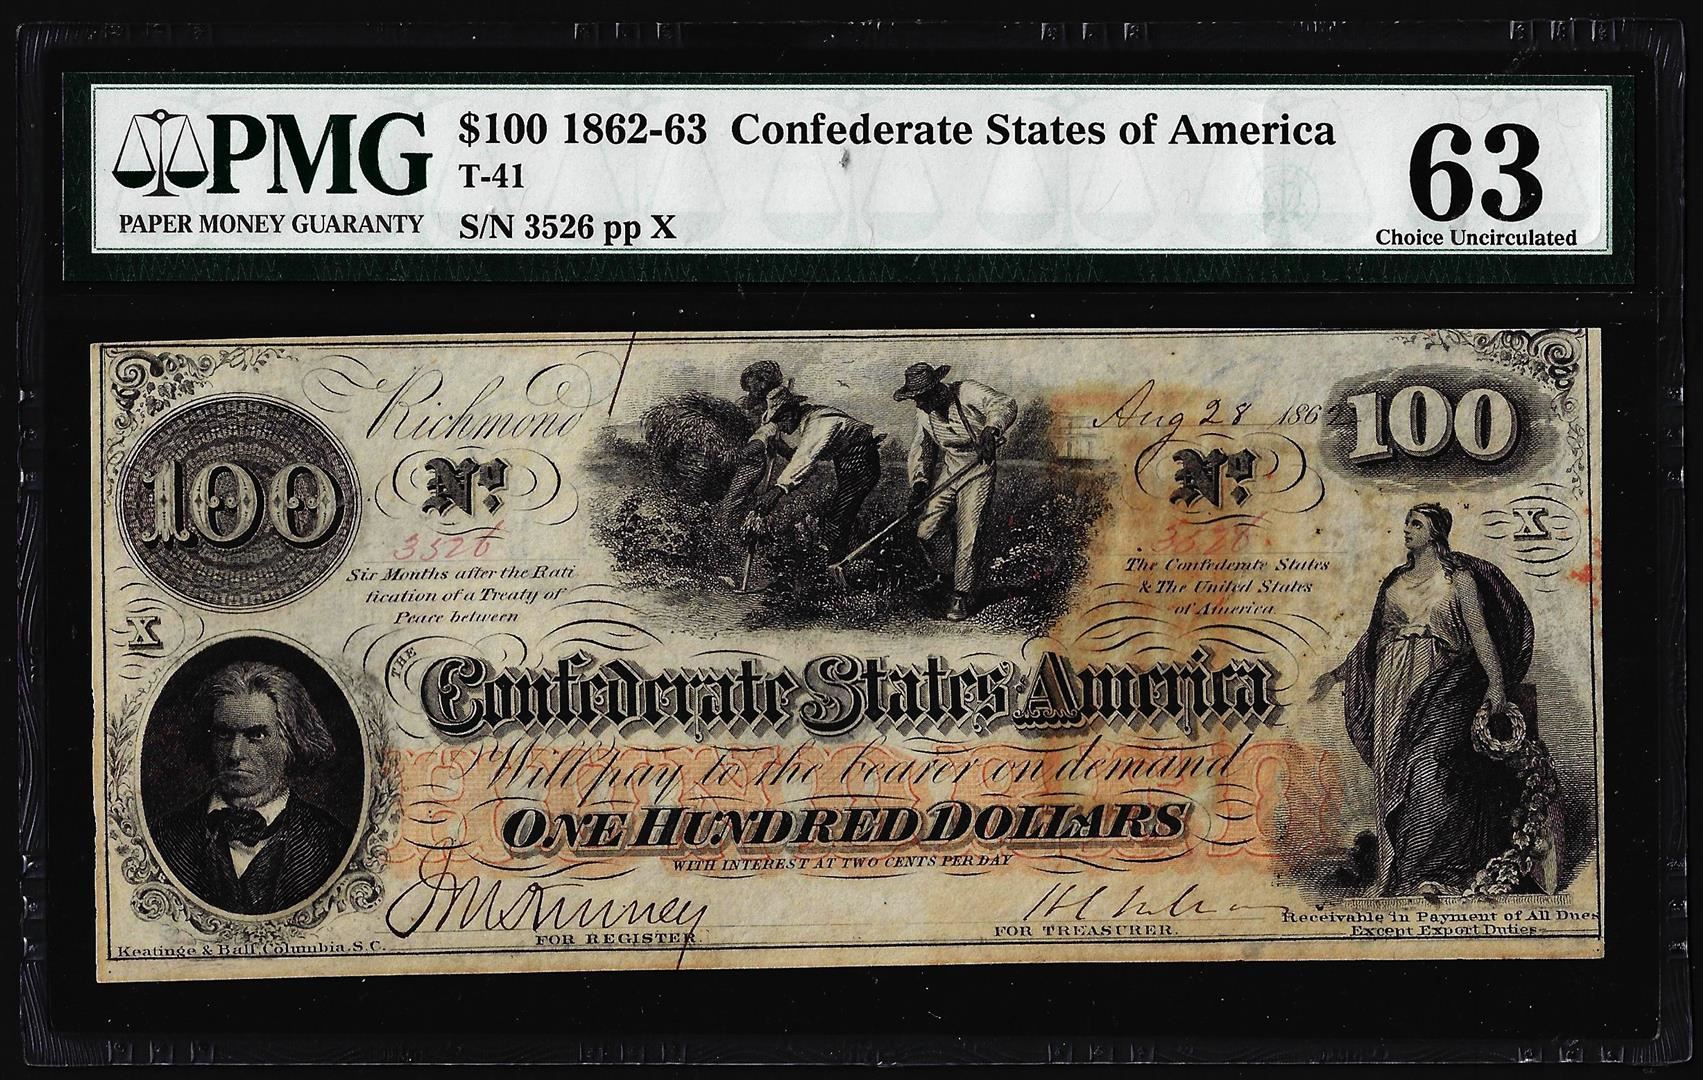 PMG
PAPER MONEY GUARANTY
$100 1862-63 Confederate States of America
T-41
S/N 3526 pp X
63
Choice Uncirculated
Richmond
Aug 28 1862
100
100
No.
No.
3526
3526
X
X
Six Months after the Rati
fication of a Treaty of
Peace between
The Confederate States
& The United States
of America.
THE
Confederate States America
Will pay to the bearer on demand
ONE HUNDRED DOLLARS
WITH INTEREST AT TWO CENTS PER DAY
HUNDRED
FOR REGISTER.
FOR TREASURER.
Receivable in Payment of All Dues
Except Export Duties
Keatinge & Ball, Columbia, S.C.